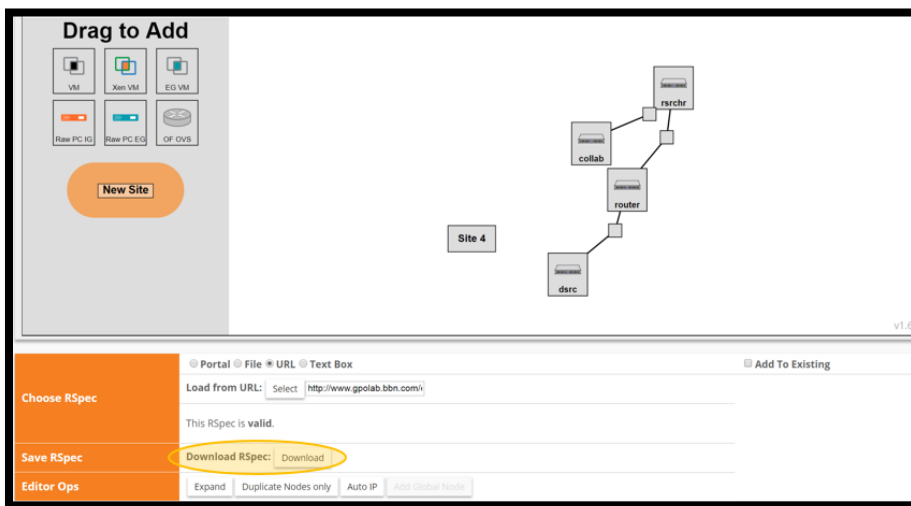 Drag to Add
VM
Xen VM
EG VM
Raw PC IG
Raw PC EG
OF OVS
New Site
rsrchr
collab
router
Site 4
dsrc
v1.6
Choose RSpec
Portal File URL Text Box
Add To Existing
Load from URL: Select http://www.gpolab.bbn.com/
This RSpec is valid.
Save RSpec
Download RSpec: Download
Editor Ops
Expand Duplicate Nodes only Auto IP Add Global Node